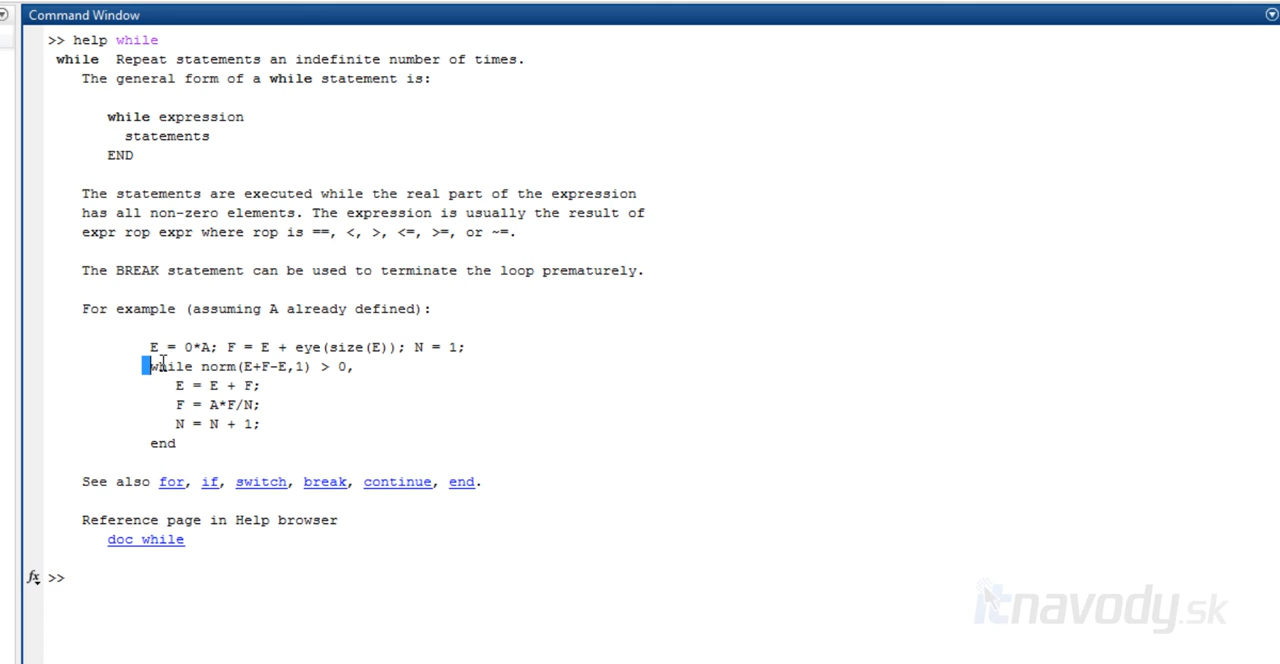 Command Window
>> help while
while Repeat statements an indefinite number of times.
The general form of a while statement is:
while expression
statements
END
The statements are executed while the real part of the expression
has all non-zero elements. The expression is usually the result of
expr rop expr where rop is ==, <, >, <=, >=, or ~=.
The BREAK statement can be used to terminate the loop prematurely.
For example (assuming A already defined):
E = 0*A; F = E + eye(size(E)); N = 1;
while norm(E+F-E,1) > 0,
E = E + F;
F = A*F/N;
N = N + 1;
end
See also for, if, switch, break, continue, end.
Reference page in Help browser
doc while
fx >>
itnavody.sk